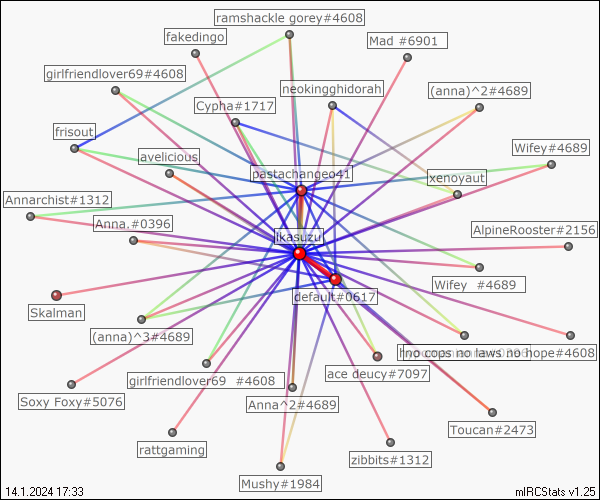 ramshackle gorey#4608
fakedingo
Mad #6901
girlfriendlover69#4608
neokingghidorah
(anna)^2#4689
Cypha#1717
frisout
Wifey#4689
avelicious
pastachangeo41
xenoyaut
Annarchist#1312
Anna.#0396
AlpineRooster#2156
ikasuzu
Wifey #4689
default#0617
Skalman
(anna)^3#4689
no cops no laws no hope#4608
girlfriendlover69 #4608
ace deucy#7097
Soxy Foxy#5076
Anna^2#4689
Toucan#2473
rattgaming
zibbits#1312
Mushy#1984
14.1.2024 17:33
mIRCStats v1.25